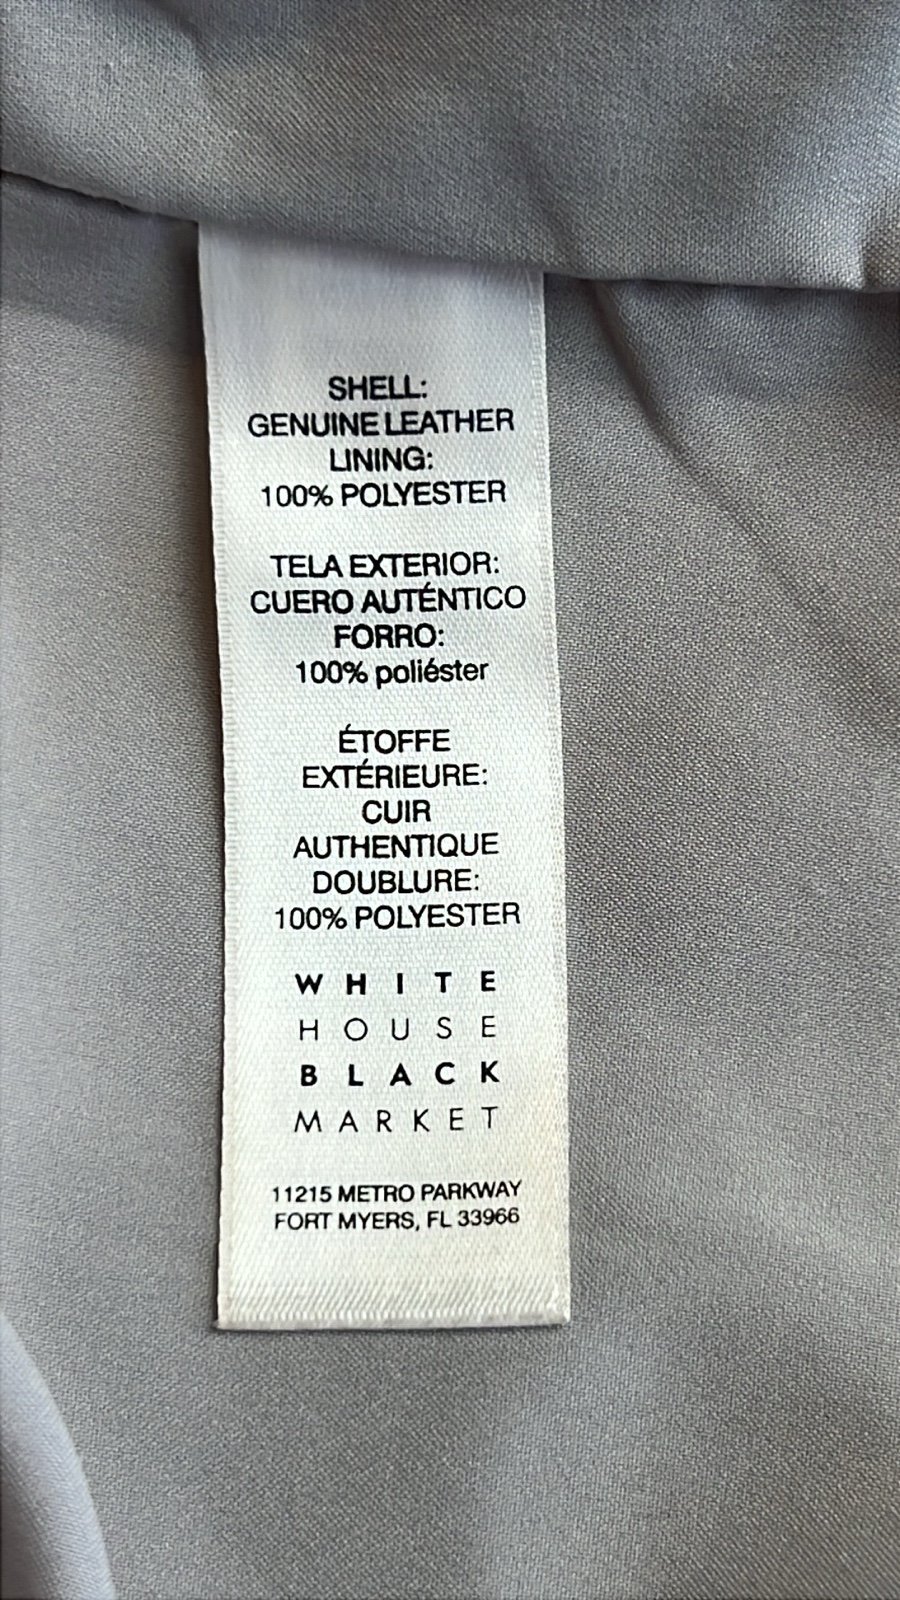 SHELL:
GENUINE LEATHER
LINING:
100% POLYESTER
TELA EXTERIOR:
CUERO AUTÉNTICO
FORRO:
100% poliéster
ÉTOFFE
EXTÉRIEURE:
CUIR
AUTHENTIQUE
DOUBLURE:
100% POLYESTER
WHITE
HOUSE
BLACK
MARKET
11215 METRO PARKWAY
FORT MYERS, FL 33966